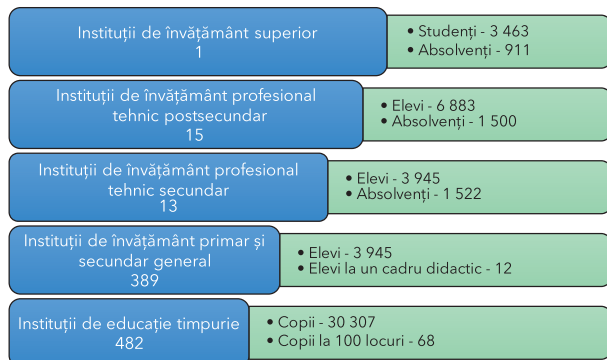 Instituții de învățământ superior
1
• Studenți - 3 463
• Absolvenți - 911
Instituții de învățământ profesional
tehnic postsecundar
15
• Elevi - 6 883
• Absolvenți - 1 500
Instituții de învățământ profesional
tehnic secundar
13
• Elevi - 3 945
• Absolvenți - 1 522
Instituții de învățământ primar și
secundar general
389
• Elevi - 3 945
• Elevi la un cadru didactic - 12
Instituții de educație timpurie
482
• Copii - 30 307
• Copii la 100 locuri - 68